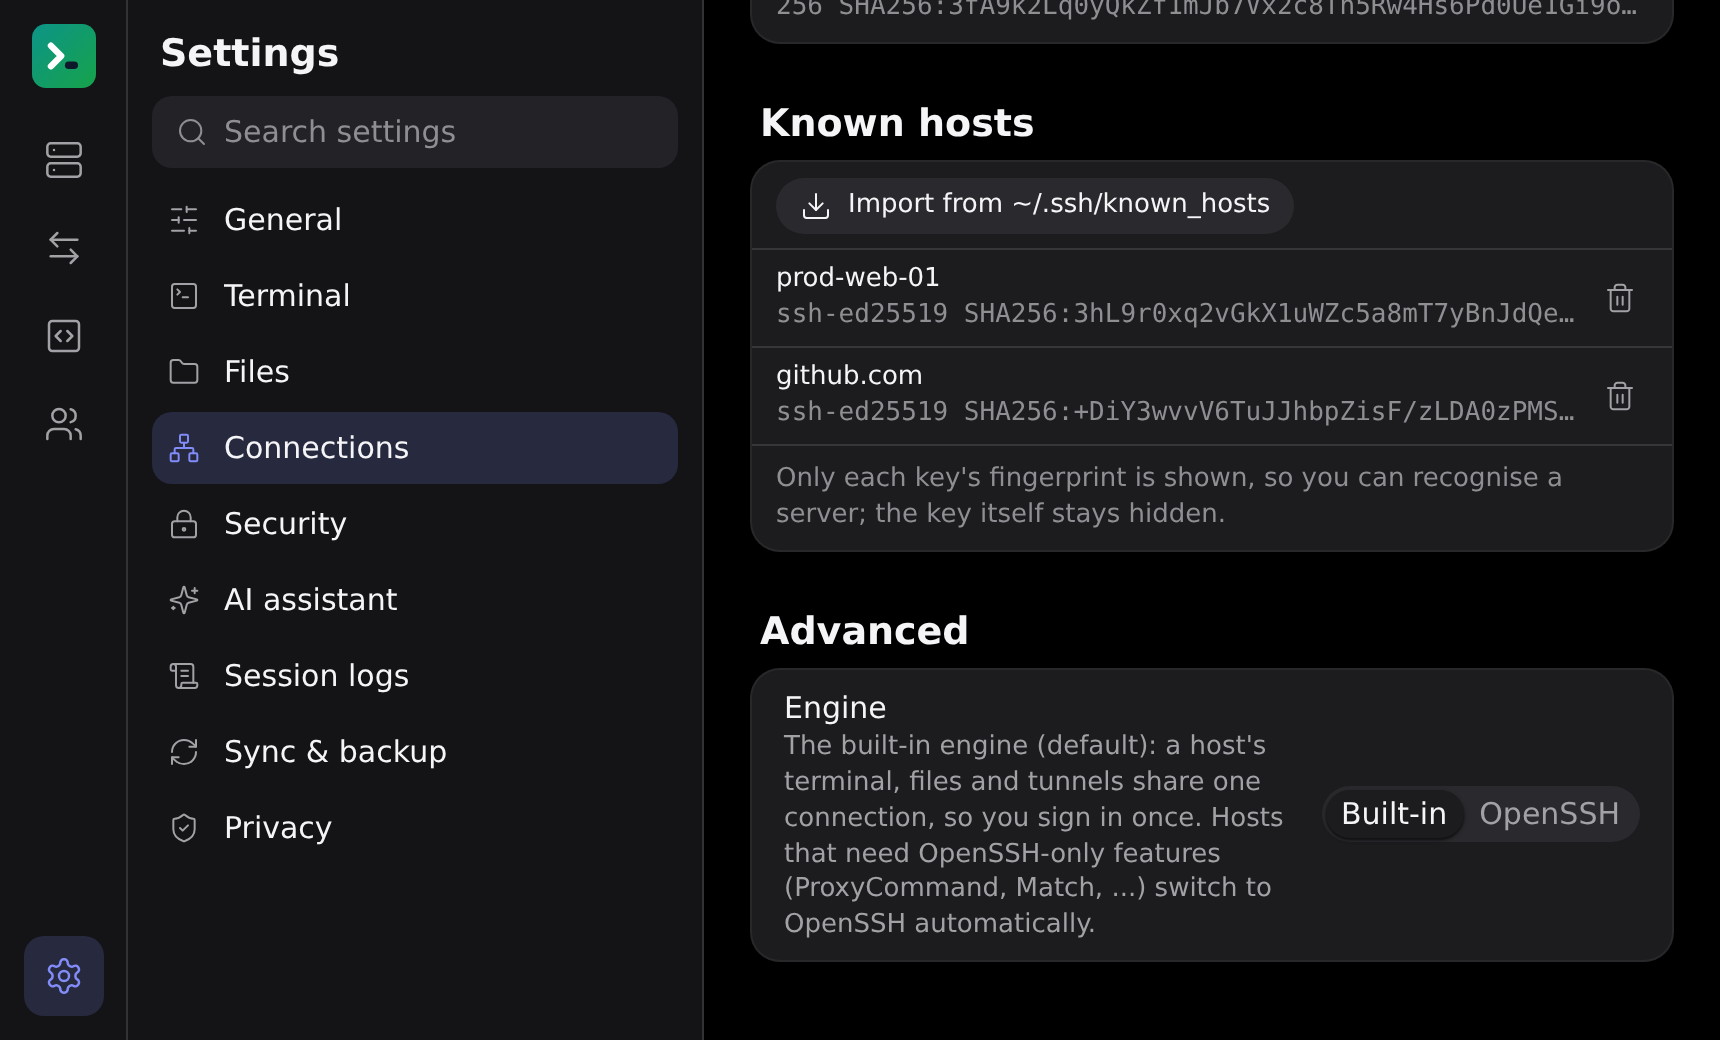 Settings
Search settings
General
Terminal
Files
Connections
Security
AI assistant
Session logs
Sync & backup
Privacy
Known hosts
Import from ~/.ssh/known_hosts
prod-web-01
ssh-ed25519 SHA256:3hL9r0xq2vGkX1uWZc5a8mT7yBnJdQe…
github.com
ssh-ed25519 SHA256:+DiY3wvvV6TuJJhbpZisF/zLDA0zPMS…
Only each key's fingerprint is shown, so you can recognise a
server; the key itself stays hidden.
Advanced
Engine
The built-in engine (default): a host's
terminal, files and tunnels share one
connection, so you sign in once. Hosts
that need OpenSSH-only features
(ProxyCommand, Match, ...) switch to
OpenSSH automatically.
Built-in
OpenSSH